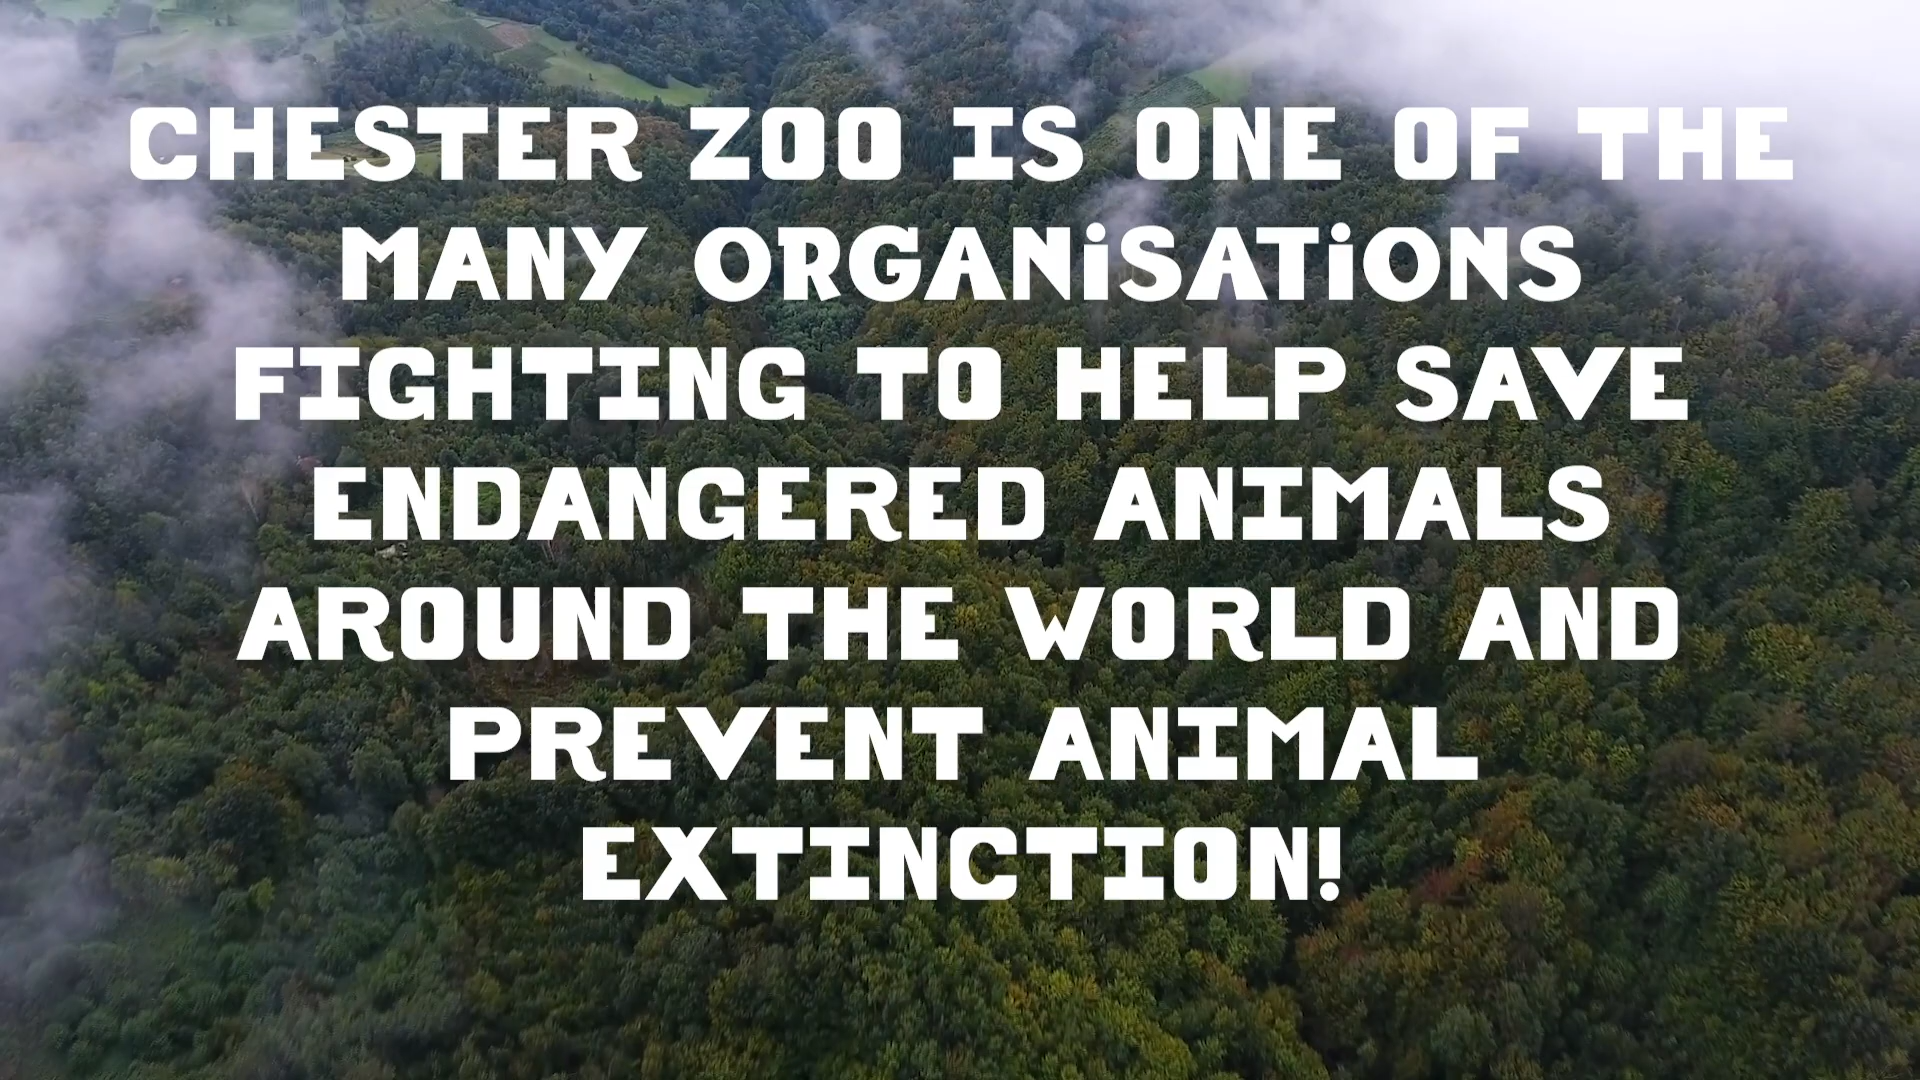 CHESTER ZOO IS ONE OF THE
MANY ORGANiSATiONS
FIGHTING TO HELP SAVE
ENDANGERED ANIMALS
AROUND THE WORLD AND
PREVENT ANIMAL
EXTINCTION!